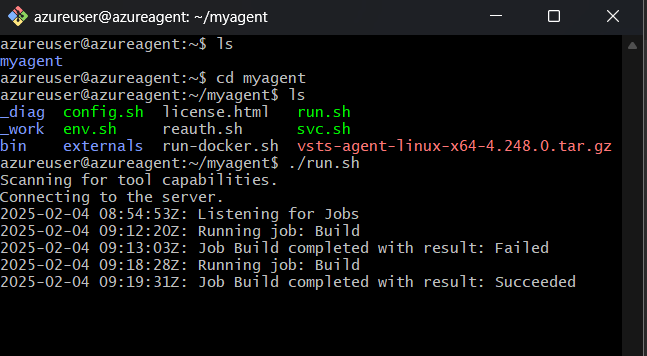 azureuser@azureagent: ~/myagent
azureuser@azureagent:~$ ls
myagent
azureuser@azureagent:~$ cd myagent
azureuser@azureagent:~/myagent$ ls
_diag  config.sh  license.html  run.sh
_work  env.sh     reauth.sh     svc.sh
bin    externals  run-docker.sh  vsts-agent-linux-x64-4.248.0.tar.gz
azureuser@azureagent:~/myagent$ ./run.sh
Scanning for tool capabilities.
Connecting to the server.
2025-02-04 08:54:53Z: Listening for Jobs
2025-02-04 09:12:20Z: Running job: Build
2025-02-04 09:13:03Z: Job Build completed with result: Failed
2025-02-04 09:18:28Z: Running job: Build
2025-02-04 09:19:31Z: Job Build completed with result: Succeeded